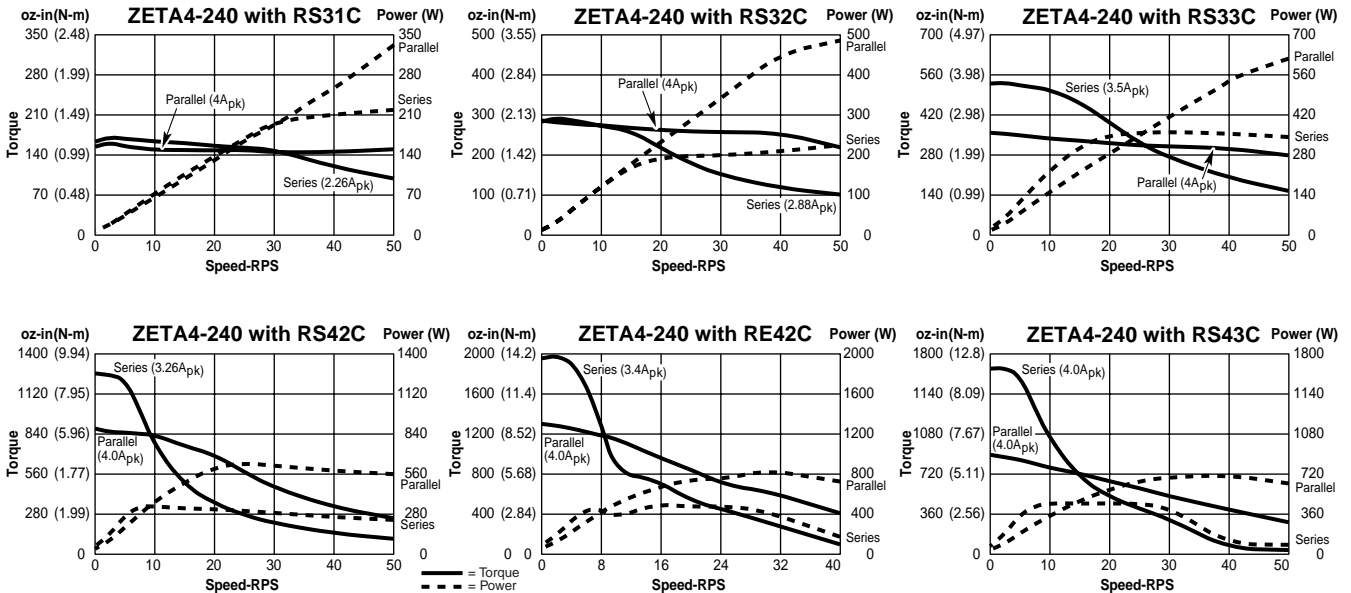 oz-in(N-m) ZETA4-240 with RS31C Power (W)
350 (2.48) 350
Parallel
280 (1.99) 280
Parallel (4Apk)
Series
210 (1.49) 210
Torque
140 (0.99) 140
Series (2.26Apk)
70 (0.48) 70
0 0
0 10 20 30 40 50
Speed-RPS
oz-in(N-m) ZETA4-240 with RS32C Power (W)
500 (3.55) 500
Parallel
400 (2.84) 400
Parallel (4Apk)
300 (2.13) 300
Torque
Series
200 (1.42) 200
100 (0.71) 100
Series (2.88Apk)
0 0
0 10 20 30 40 50
Speed-RPS
oz-in(N-m) ZETA4-240 with RS33C Power (W)
700 (4.97) 700
Parallel
560 (3.98) 560
Series (3.5Apk)
420 (2.98) 420
Torque
Series
280 (1.99) 280
Parallel (4Apk)
140 (0.99) 140
0 0
0 10 20 30 40 50
Speed-RPS
oz-in(N-m) ZETA4-240 with RS42C Power (W)
1400 (9.94) 1400
Series (3.26Apk)
1120 (7.95) 1120
840 (5.96) 840
Parallel
(4.0Apk)
Torque
560 (1.77) 560
Parallel
280 (1.99) 280
Series
0 0
0 10 20 30 40 50
Speed-RPS
oz-in(N-m) ZETA4-240 with RE42C Power (W)
2000 (14.2) 2000
Series (3.4Apk)
1600 (11.4) 1600
1200 (8.52) 1200
Parallel
(4.0Apk)
Torque
800 (5.68) 800
Parallel
400 (2.84) 400
Series
0 0
0 8 16 24 32 40
Speed-RPS
oz-in(N-m) ZETA4-240 with RS43C Power (W)
1800 (12.8) 1800
Series (4.0Apk)
1140 (8.09) 1140
1080 (7.67) 1080
Parallel
(4.0Apk)
Torque
720 (5.11) 720
Parallel
360 (2.56) 360
Series
0 0
0 10 20 30 40 50
Speed-RPS
= Torque
= Power